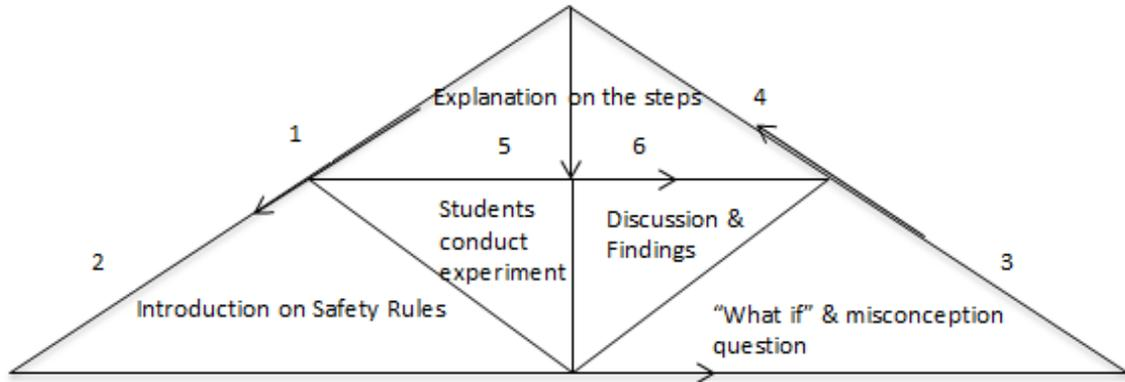 Explanation on the steps
4
1
5
6
Students
conduct
experiment
Discussion &
Findings
2
3
Introduction on Safety Rules
“What if” & misconception
question